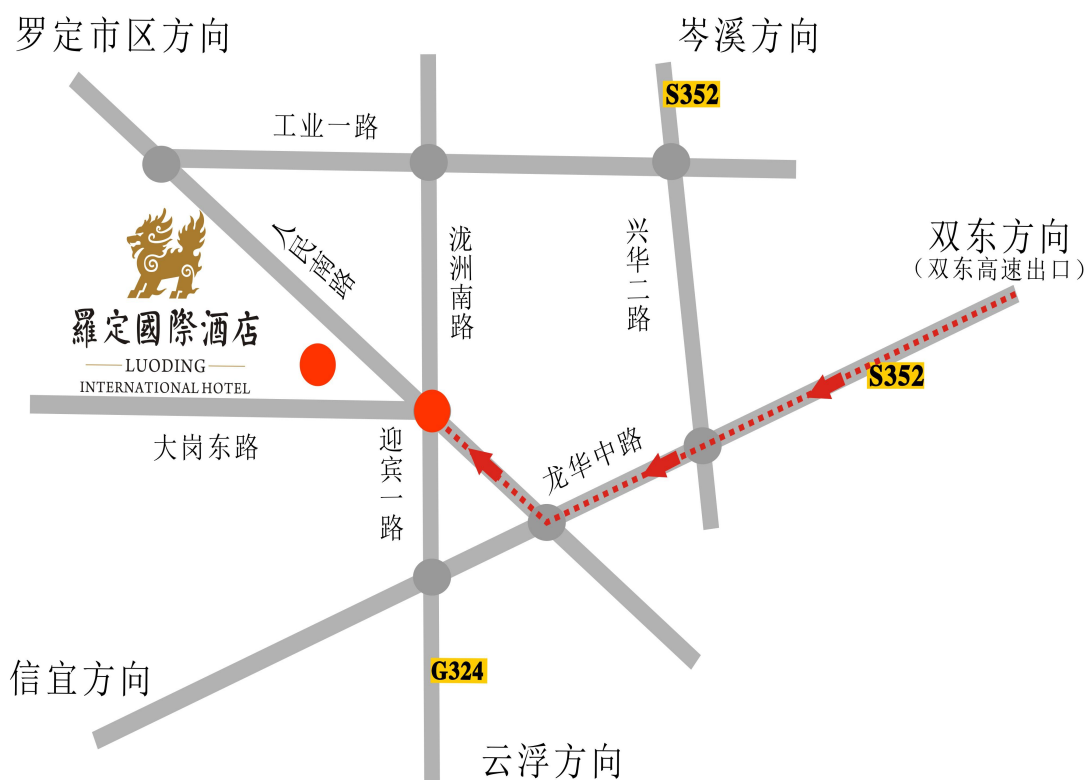 罗定市区方向
岑溪方向
S352
工业一路
人民南路
泷洲南路
兴华二路
双东方向
（双东高速出口）
羅定國際酒店
LUODING
INTERNATIONAL HOTEL
S352
大岗东路
迎宾一路
龙华中路
信宜方向
G324
云浮方向